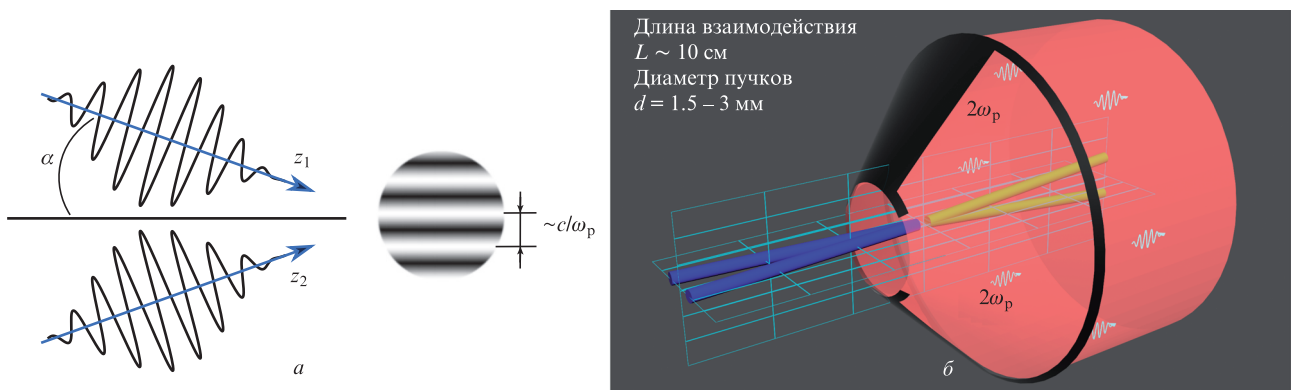 α
z₁
z₂
а
~c/ωₚ
Длина взаимодействия
L ~ 10 см
Диаметр пучков
d = 1.5 – 3 мм
2ωₚ
2ωₚ
б